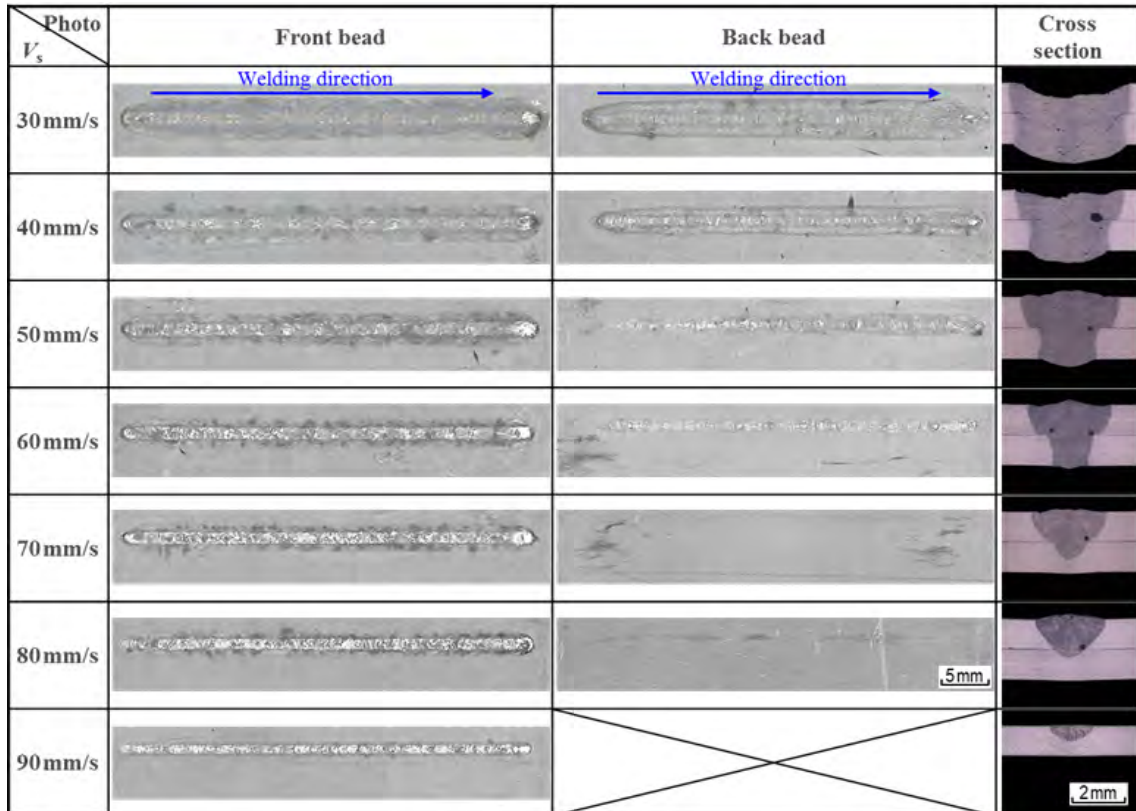 Photo
Vs
Front bead
Back bead
Cross
section
Welding direction
Welding direction
30mm/s
40mm/s
50mm/s
60mm/s
70mm/s
80mm/s
5mm
90mm/s
2mm